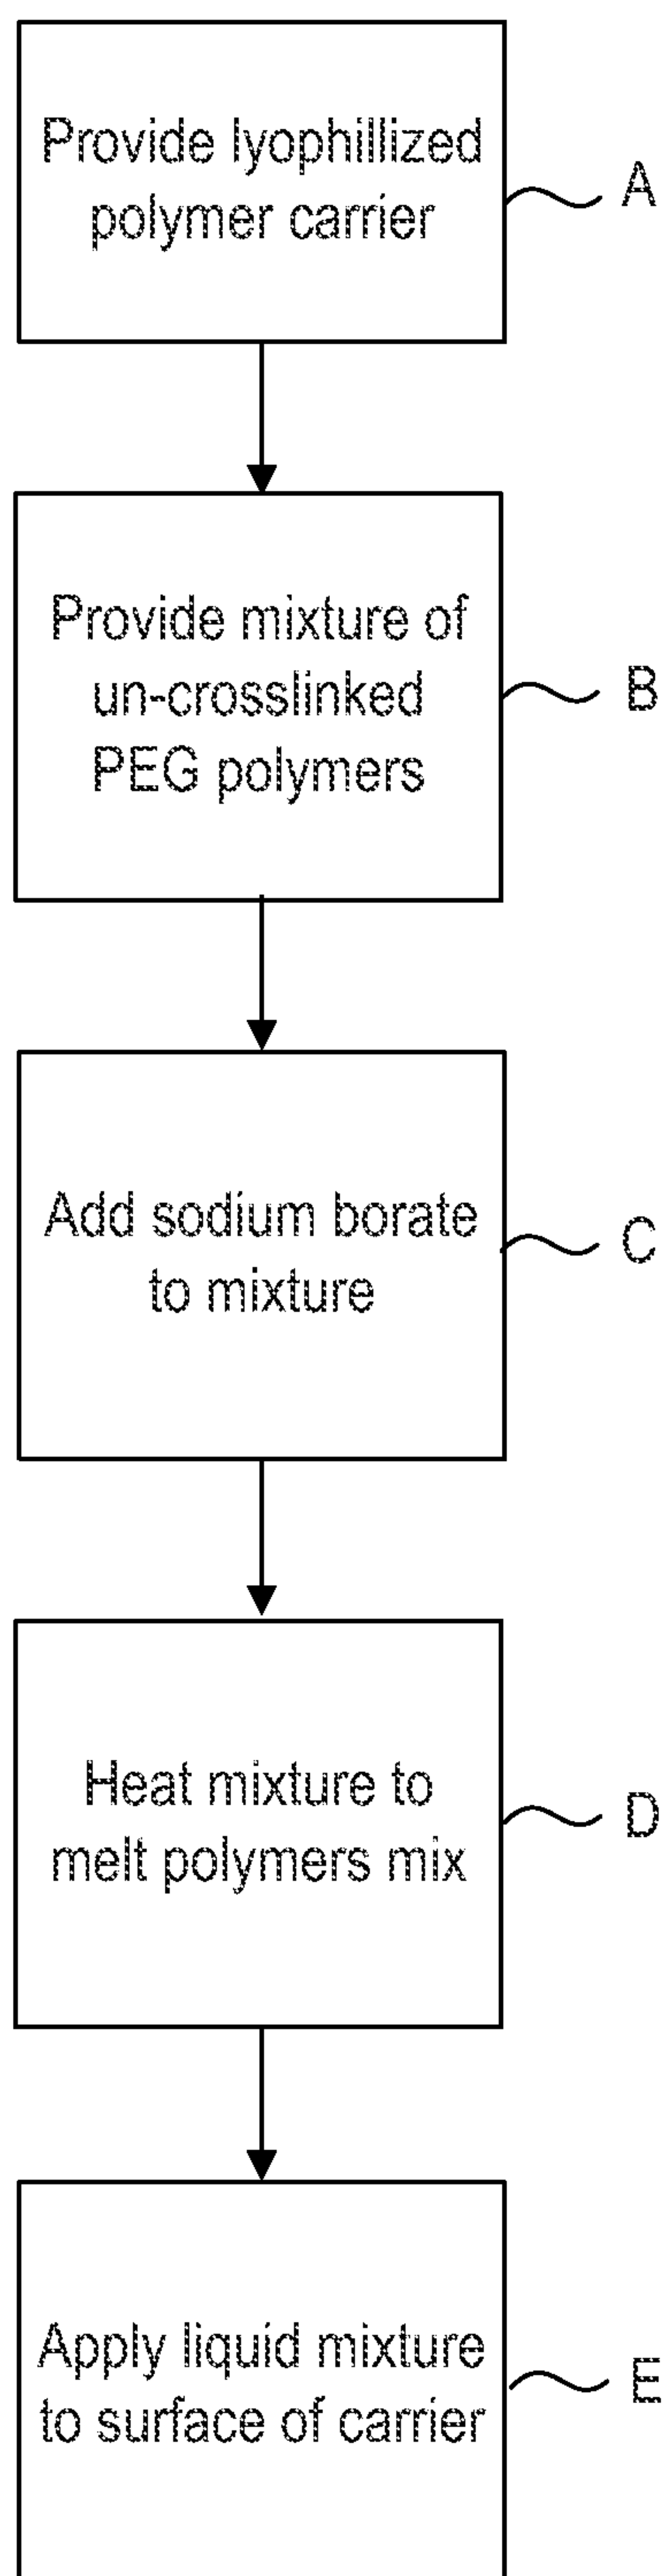 Provide lyophillized
polymer carrier
A
Provide mixture of
un-crosslinked
PEG polymers
B
Add sodium borate
to mixture
C
Heat mixture to
melt polymers mix
D
Apply liquid mixture
to surface of carrier
E